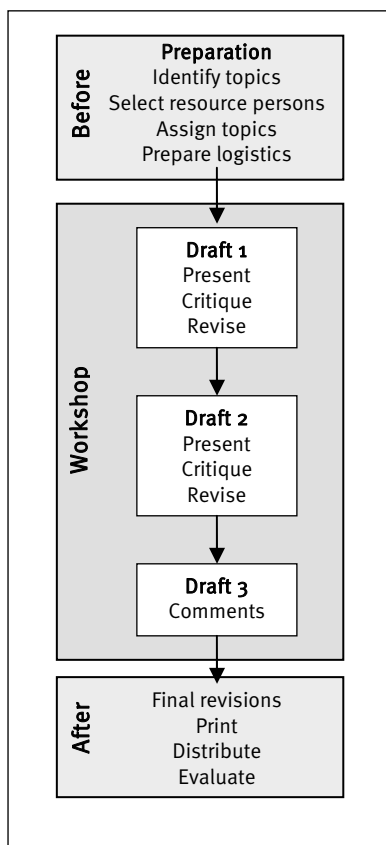 Before
Preparation
Identify topics
Select resource persons
Assign topics
Prepare logistics
Workshop
Draft 1
Present
Critique
Revise
Draft 2
Present
Critique
Revise
Draft 3
Comments
After
Final revisions
Print
Distribute
Evaluate